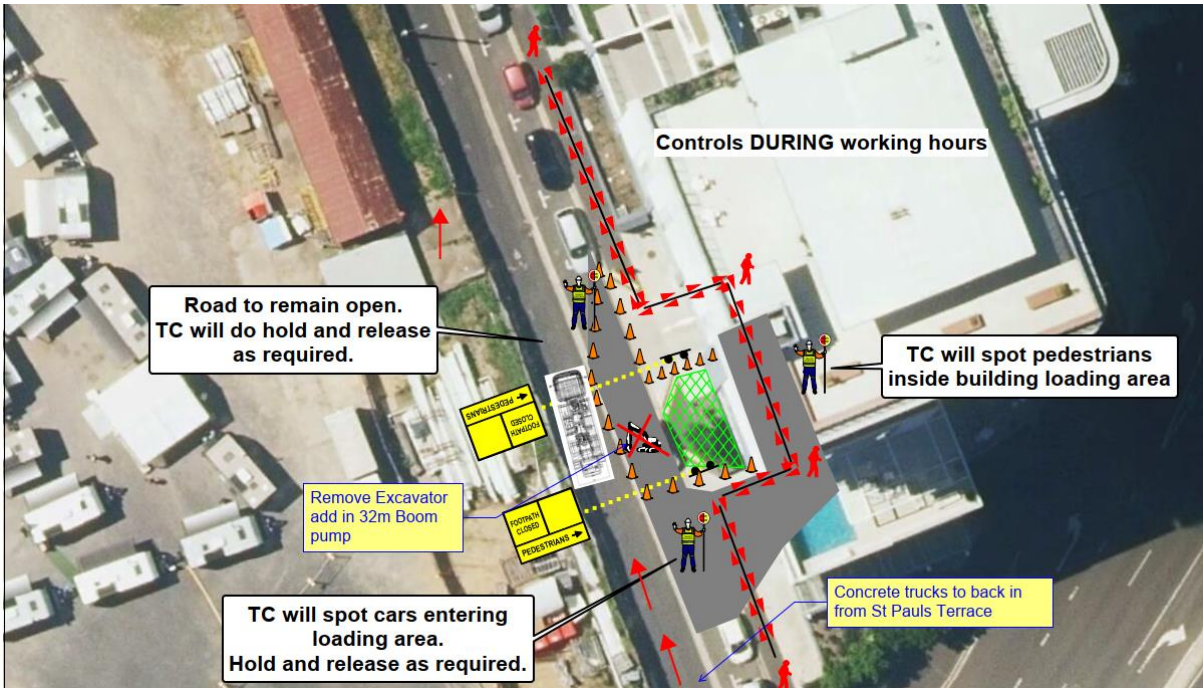 Controls DURING working hours
Road to remain open.
TC will do hold and release
as required.
TC will spot pedestrians
inside building loading area
PEDESTRIANS
FOOTPATH
CLOSED
Remove Excavator
add in 32m Boom
pump
FOOTPATH
CLOSED
PEDESTRIANS
Concrete trucks to back in
from St Pauls Terrace
TC will spot cars entering
loading area.
Hold and release as required.